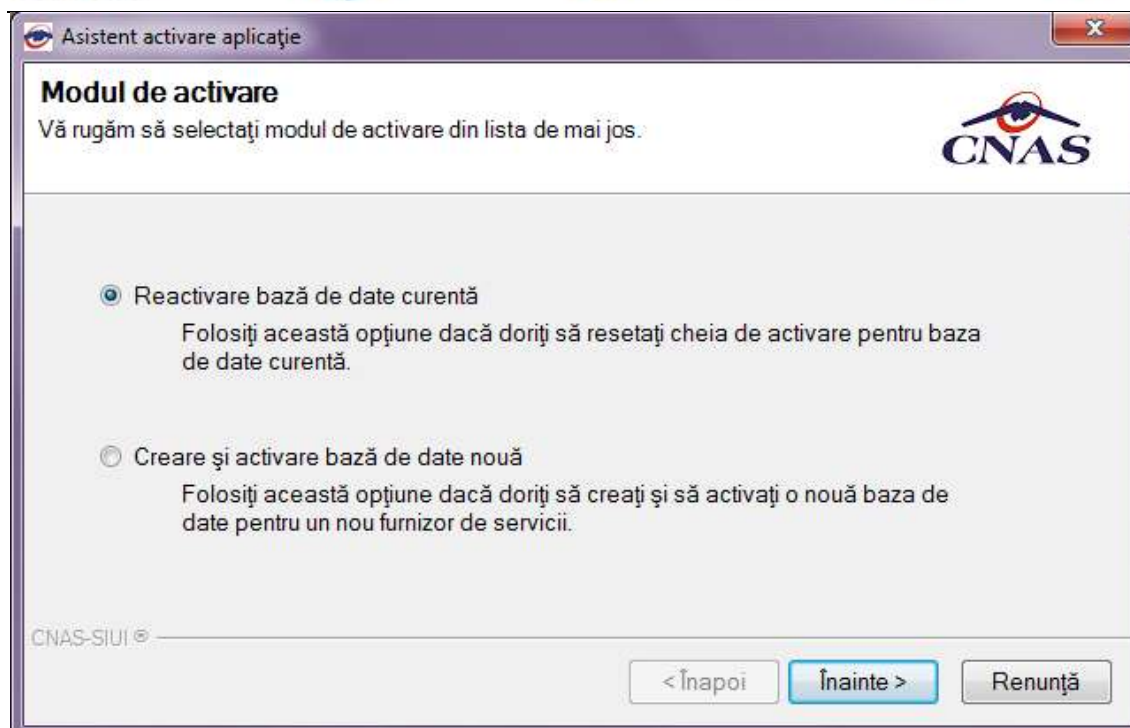 Asistent activare aplicaţie
Modul de activare
Vă rugăm să selectaţi modul de activare din lista de mai jos.
CNAS
Reactivare bază de date curentă
Folosiţi această opţiune dacă doriţi să resetaţi cheia de activare pentru baza
de date curentă.
Creare şi activare bază de date nouă
Folosiţi această opţiune dacă doriţi să creaţi şi să activaţi o nouă baza de
date pentru un nou furnizor de servicii.
CNAS-SIUI ®
< Înapoi
Înainte >
Renunţă